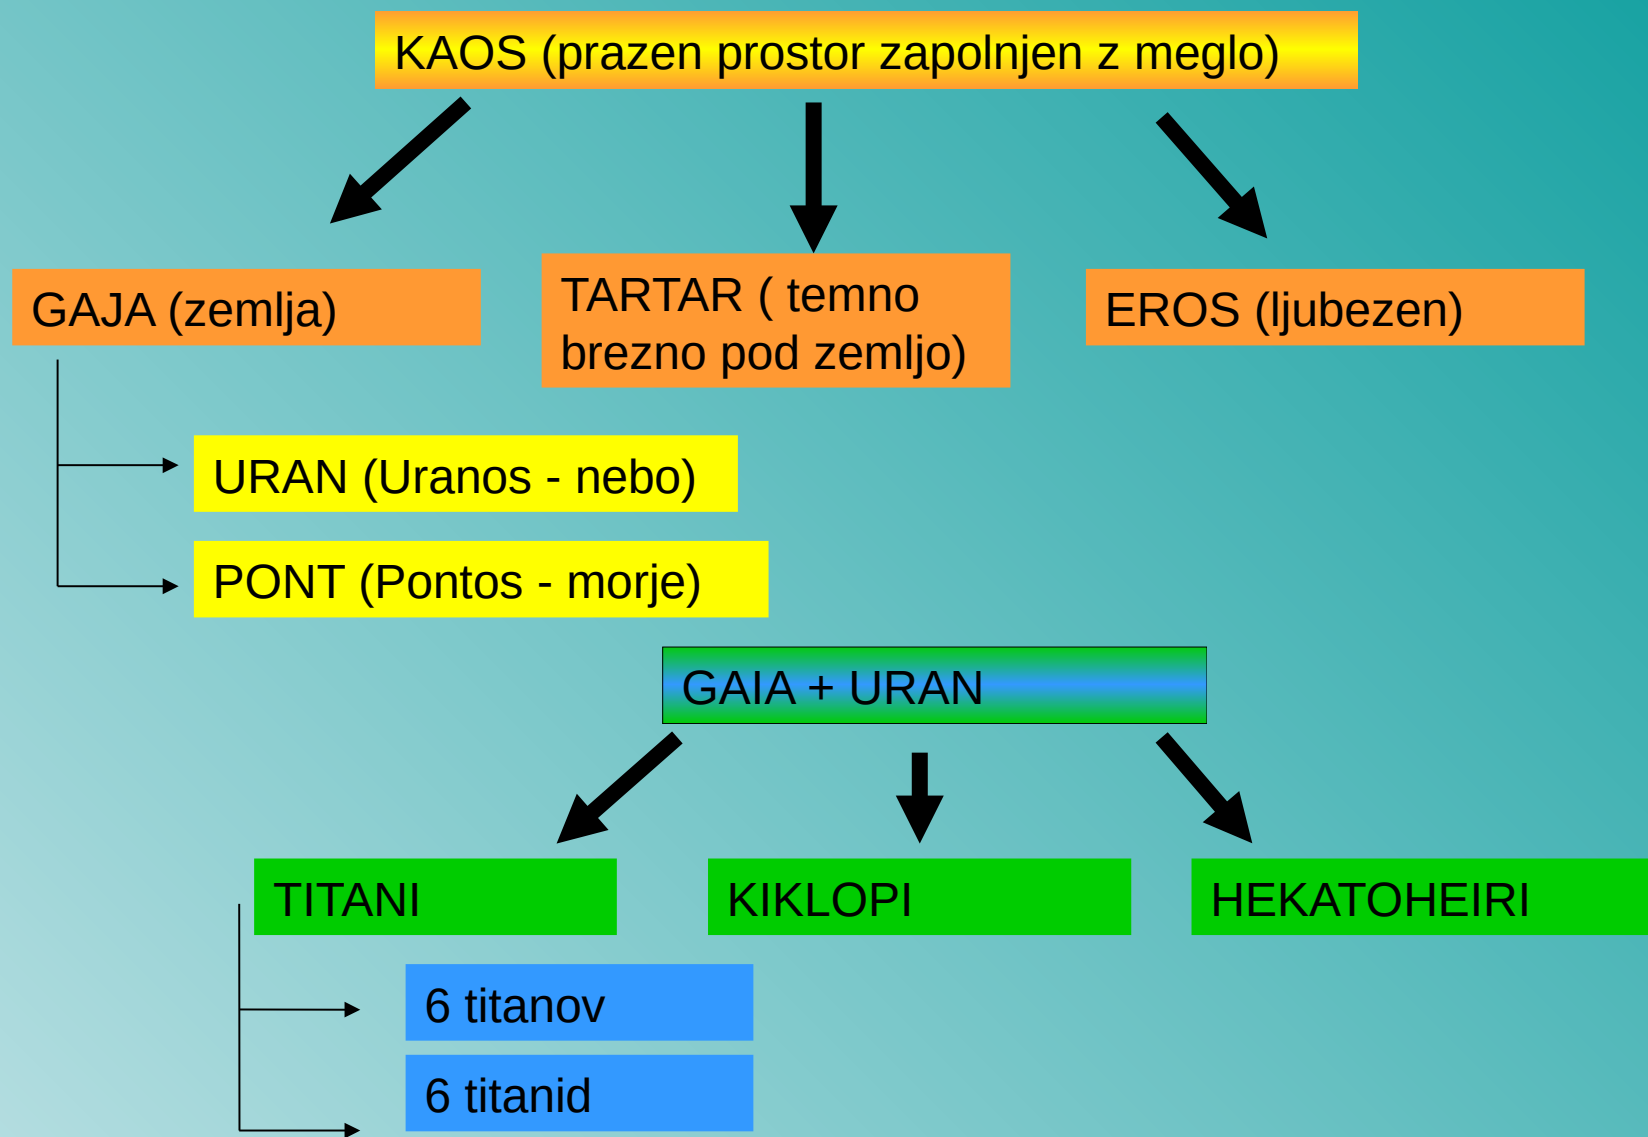 KAOS (prazen prostor zapolnjen z meglo)
GAJA (zemlja)
TARTAR ( temno
brezno pod zemljo)
EROS (ljubezen)
URAN (Uranos - nebo)
PONT (Pontos - morje)
GAIA + URAN
TITANI
KIKLOPI
HEKATOHEIRI
6 titanov
6 titanid